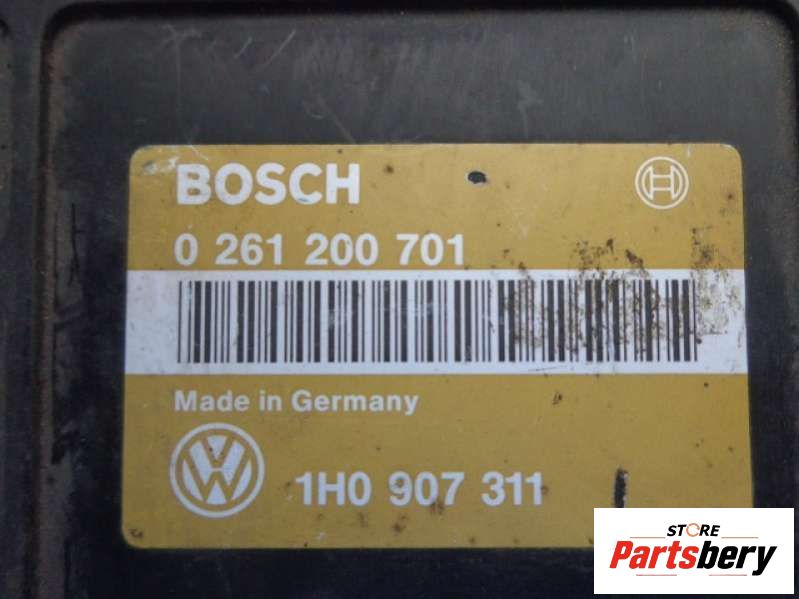 BOSCH
0 261 200 701
Made in Germany
1H0 907 311
STORE
Partsbery